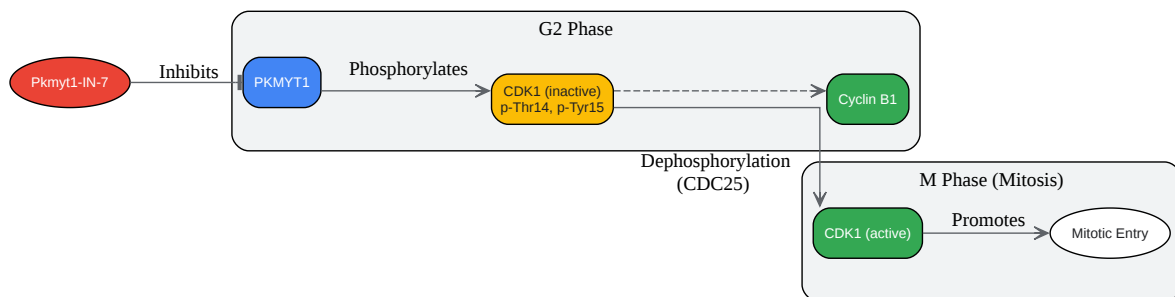 G2 Phase
Pkmyt1-IN-7
Inhibits
PKMYT1
Phosphorylates
CDK1 (inactive)
p-Thr14, p-Tyr15
Cyclin B1
Dephosphorylation
(CDC25)
M Phase (Mitosis)
CDK1 (active)
Promotes
Mitotic Entry